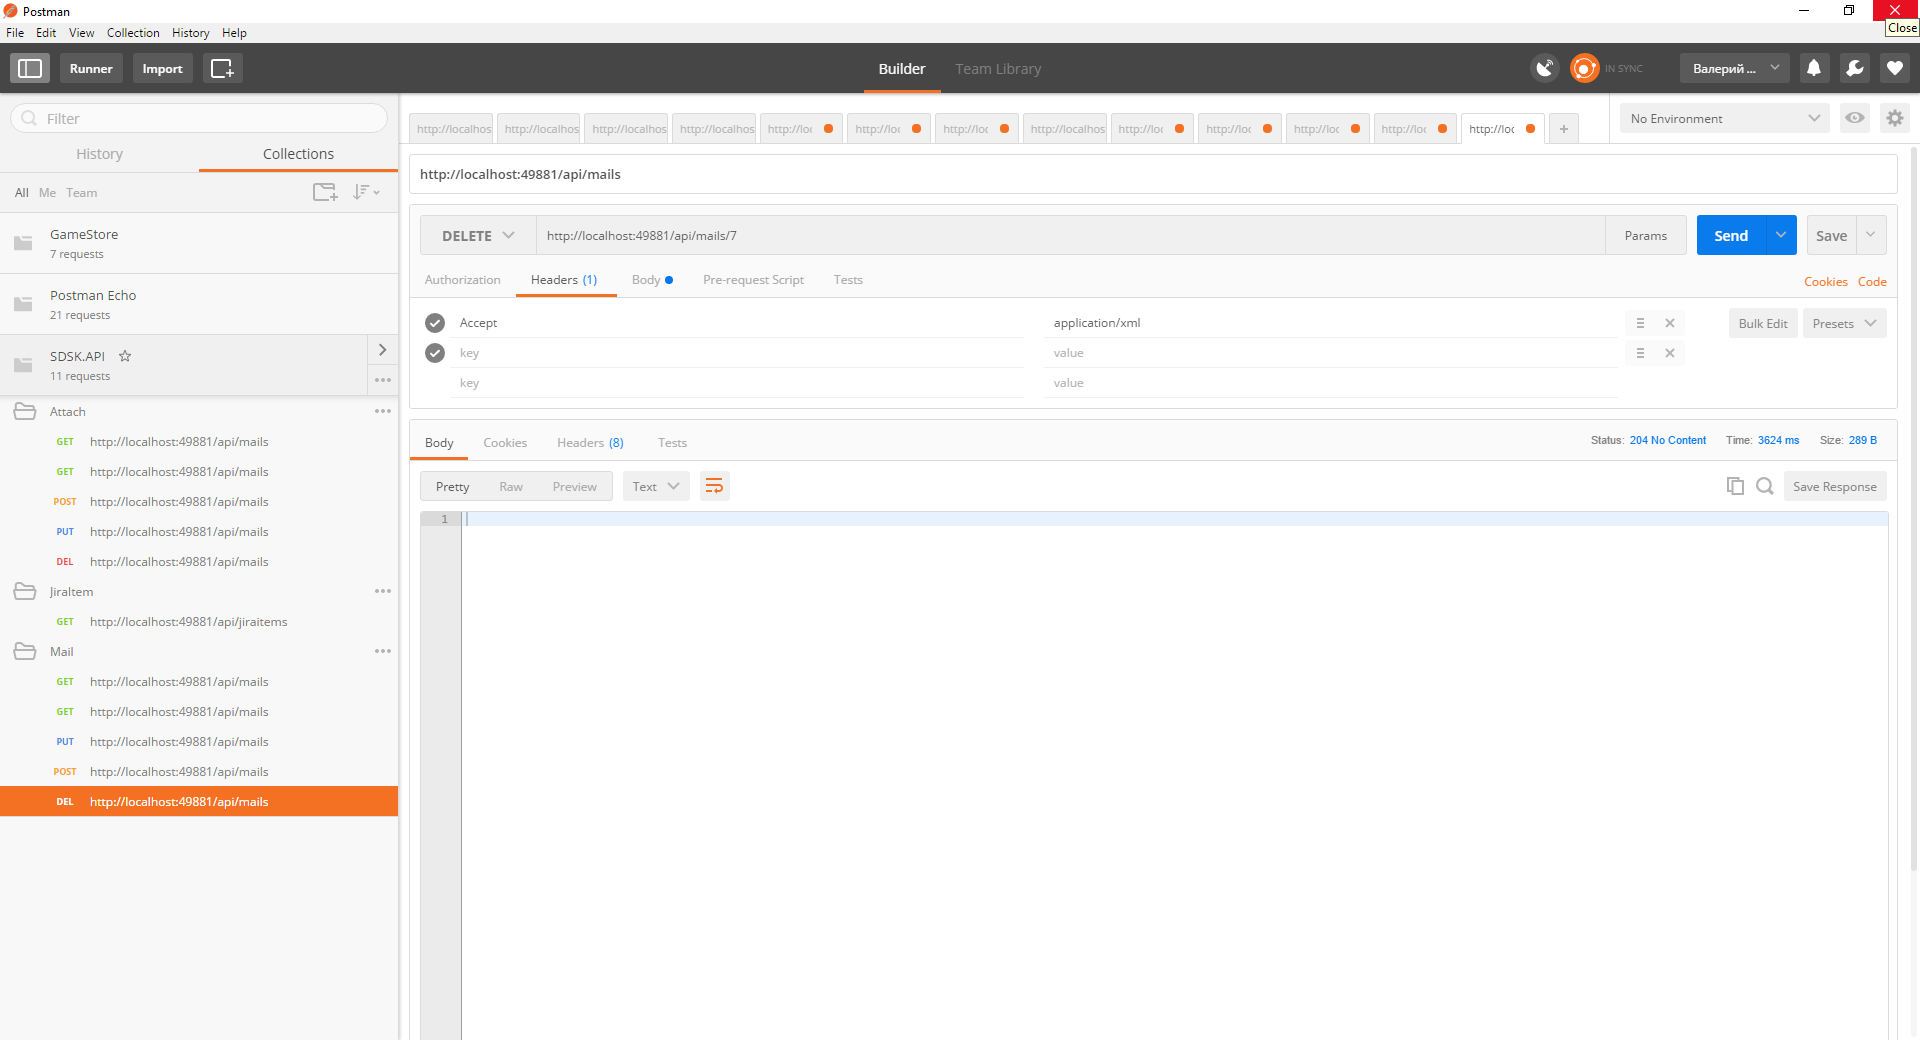 Postman
File Edit View Collection History Help
Close
Runner Import Builder Team Library IN SYNC Валерий ...
Filter
History Collections
All Me Team
GameStore
7 requests
Postman Echo
21 requests
SDSK.API
11 requests
Attach
GET http://localhost:49881/api/mails
GET http://localhost:49881/api/mails
POST http://localhost:49881/api/mails
PUT http://localhost:49881/api/mails
DEL http://localhost:49881/api/mails
JiraItem
GET http://localhost:49881/api/jiraitems
Mail
GET http://localhost:49881/api/mails
GET http://localhost:49881/api/mails
PUT http://localhost:49881/api/mails
POST http://localhost:49881/api/mails
DEL http://localhost:49881/api/mails
http://localhos http://localhos http://localhos http://localhos http://loc http://loc http://loc http://localhos http://loc http://loc http://loc http://loc http://loc +
No Environment
http://localhost:49881/api/mails
DELETE http://localhost:49881/api/mails/7 Params Send Save
Authorization Headers (1) Body Pre-request Script Tests Cookies Code
Accept application/xml Bulk Edit Presets
key value
key value
Body Cookies Headers (8) Tests Status: 204 No Content Time: 3624 ms Size: 289 B
Pretty Raw Preview Text Save Response
1